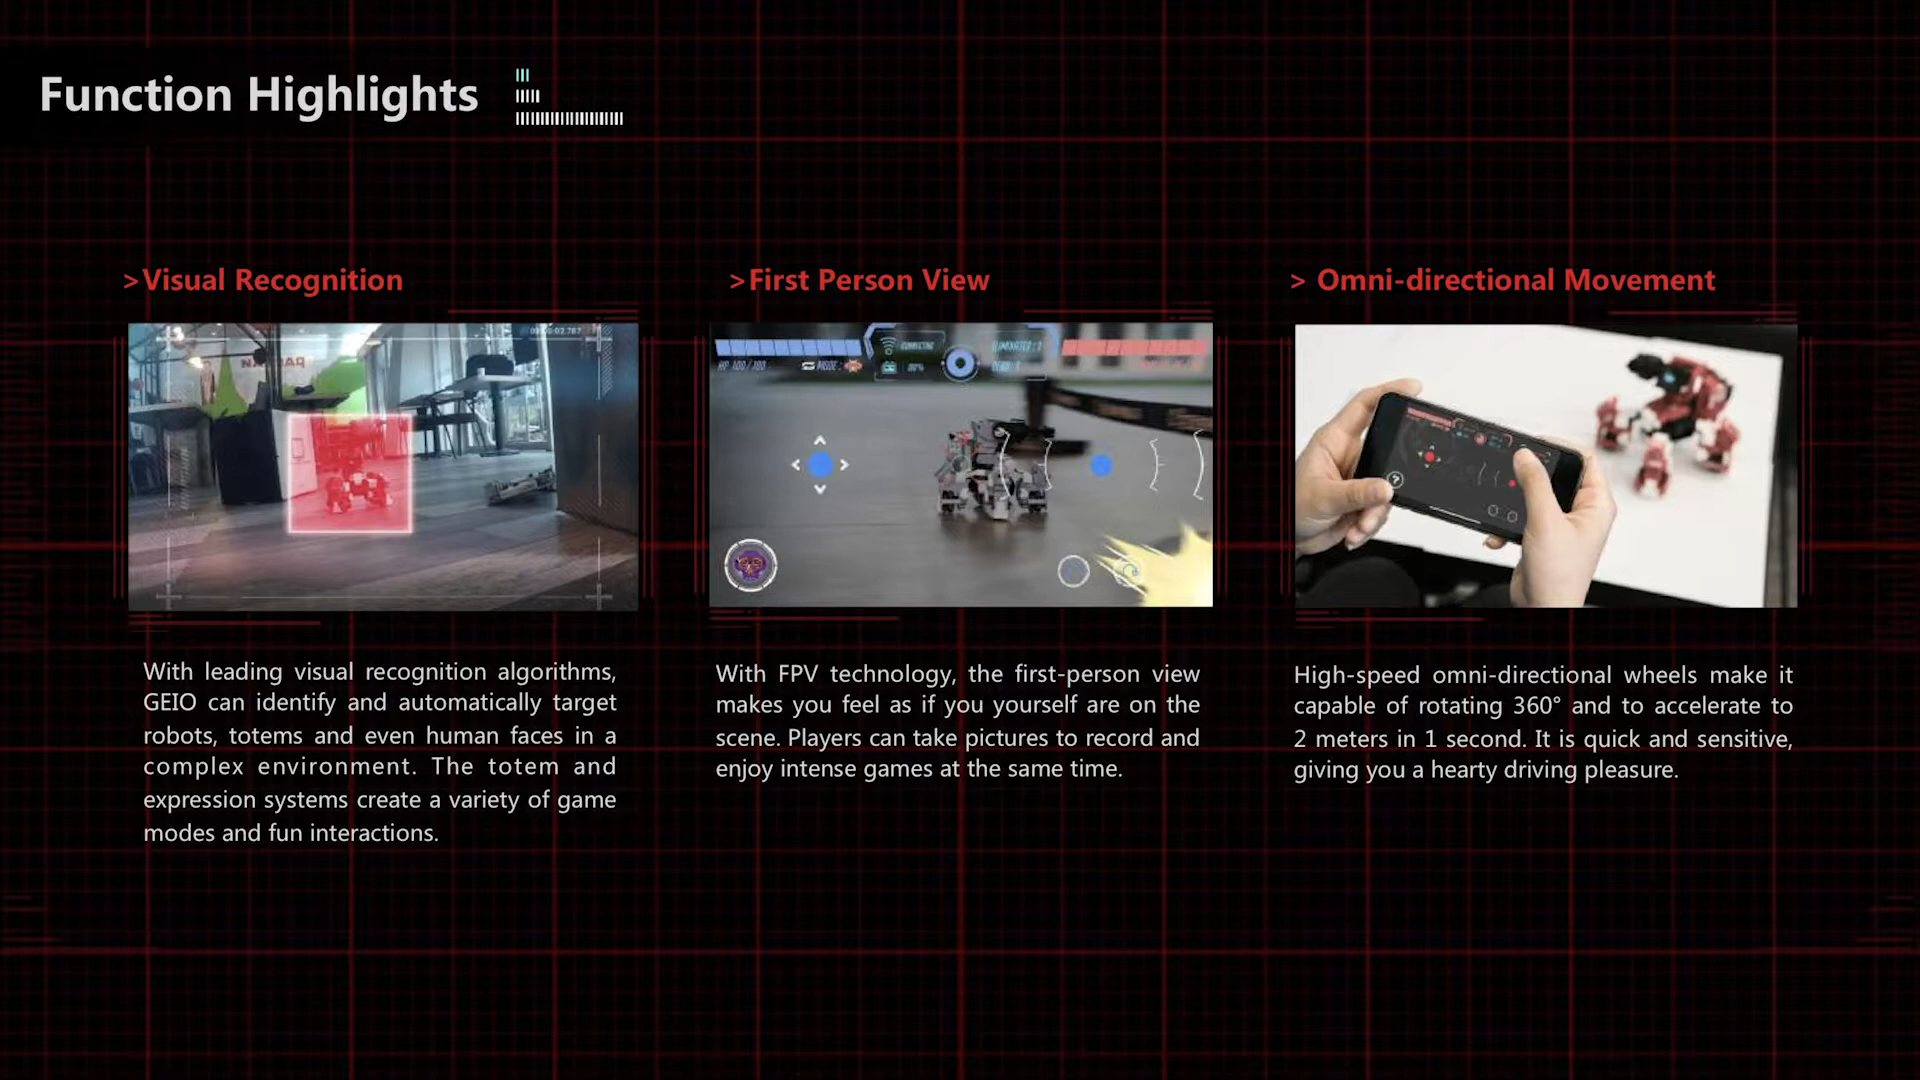 Function Highlights
>Visual Recognition
With leading visual recognition algorithms,
GEIO can identify and automatically target
robots, totems and even human faces in a
complex environment. The totem and
expression systems create a variety of game
modes and fun interactions.
>First Person View
HP 100/100
MODE:
CONNECTING
With FPV technology, the first-person view
makes you feel as if you yourself are on the
scene. Players can take pictures to record and
enjoy intense games at the same time.
> Omni-directional Movement
?
High-speed omni-directional wheels make it
capable of rotating 360° and to accelerate to
2 meters in 1 second. It is quick and sensitive,
giving you a hearty driving pleasure.